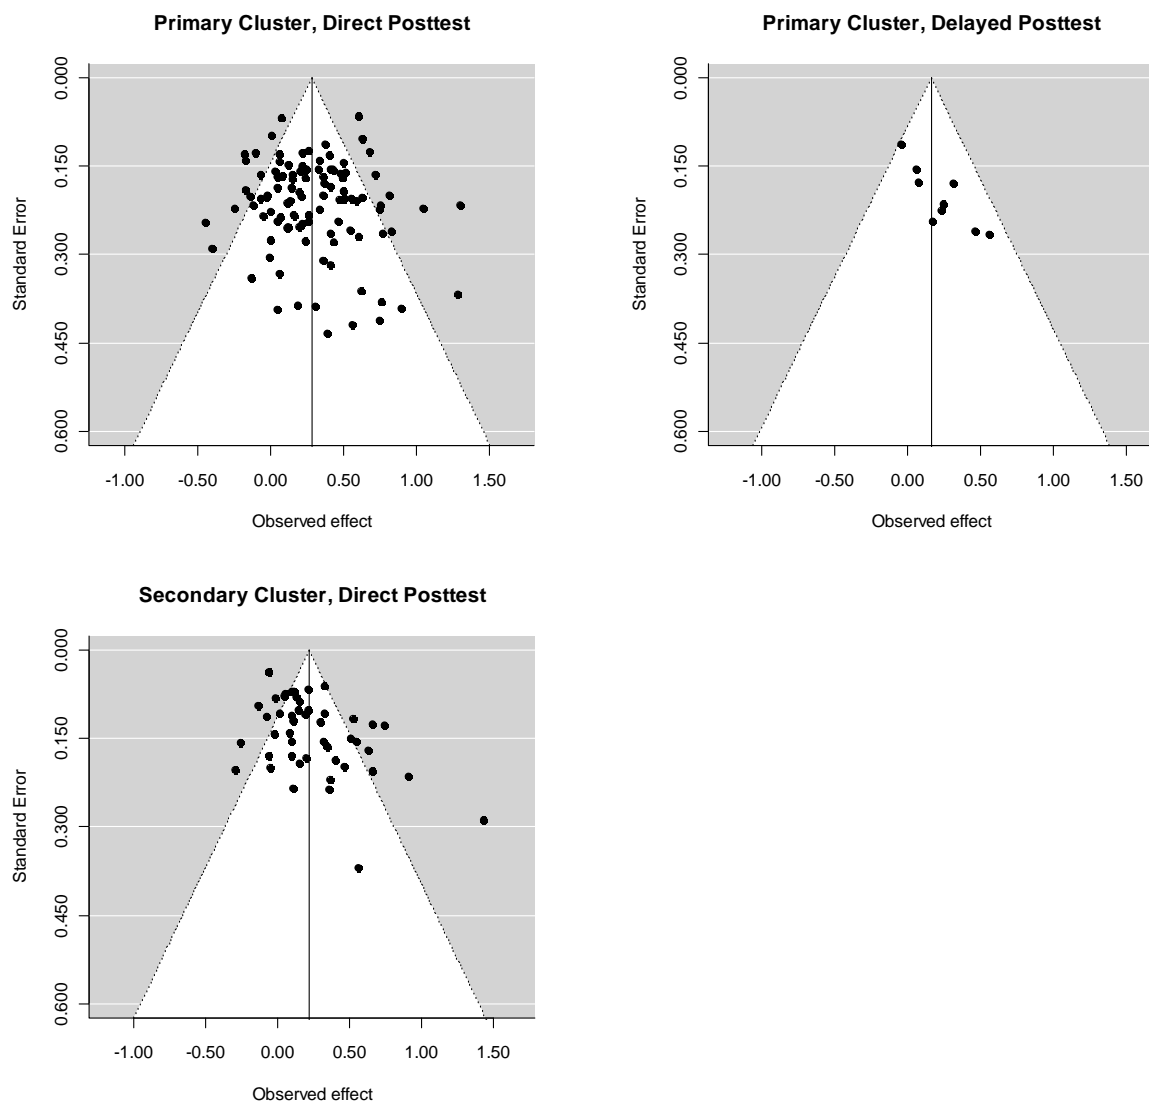 Primary Cluster, Direct Posttest
Standard Error
0.000
0.150
0.300
0.450
0.600
-1.00 -0.50 0.00 0.50 1.00 1.50
Observed effect
Primary Cluster, Delayed Posttest
Standard Error
0.000
0.150
0.300
0.450
0.600
-1.00 -0.50 0.00 0.50 1.00 1.50
Observed effect
Secondary Cluster, Direct Posttest
Standard Error
0.000
0.150
0.300
0.450
0.600
-1.00 -0.50 0.00 0.50 1.00 1.50
Observed effect